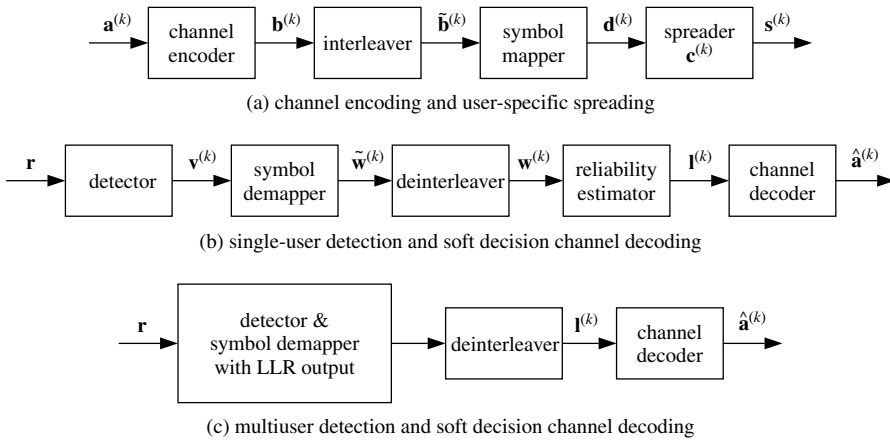 a^(k) channel encoder b^(k) interleaver b̃^(k) symbol mapper d^(k) spreader c^(k) s^(k)
(a) channel encoding and user-specific spreading
r detector v^(k) symbol demapper w̃^(k) deinterleaver w^(k) reliability estimator l^(k) channel decoder â^(k)
(b) single-user detection and soft decision channel decoding
r detector & symbol demapper with LLR output deinterleaver l^(k) channel decoder â^(k)
(c) multiuser detection and soft decision channel decoding